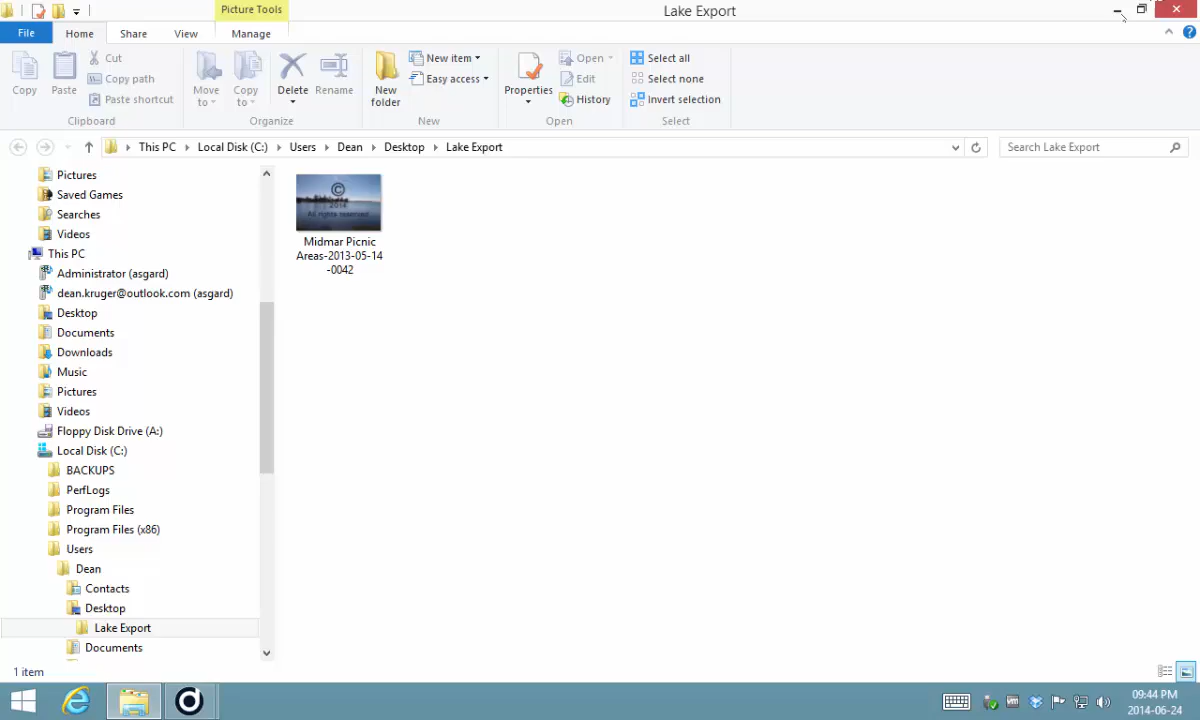 Picture Tools
Lake Export
File
Home
Share
View
Manage
Copy
Paste
Cut
Copy path
Paste shortcut
Clipboard
Move to
Copy to
Delete
Rename
Organize
New folder
New item
Easy access
New
Properties
Open
Edit
History
Open
Select all
Select none
Invert selection
Select
This PC
Local Disk (C:)
Users
Dean
Desktop
Lake Export
Search Lake Export
Pictures
Saved Games
Searches
Videos
This PC
Administrator (asgard)
dean.kruger@outlook.com (asgard)
Desktop
Documents
Downloads
Music
Pictures
Videos
Floppy Disk Drive (A:)
Local Disk (C:)
BACKUPS
PerfLogs
Program Files
Program Files (x86)
Users
Dean
Contacts
Desktop
Lake Export
Documents
©
2014
All rights reserved
Midmar Picnic
Areas-2013-05-14
-0042
1 item
09:44 PM
2014-06-24